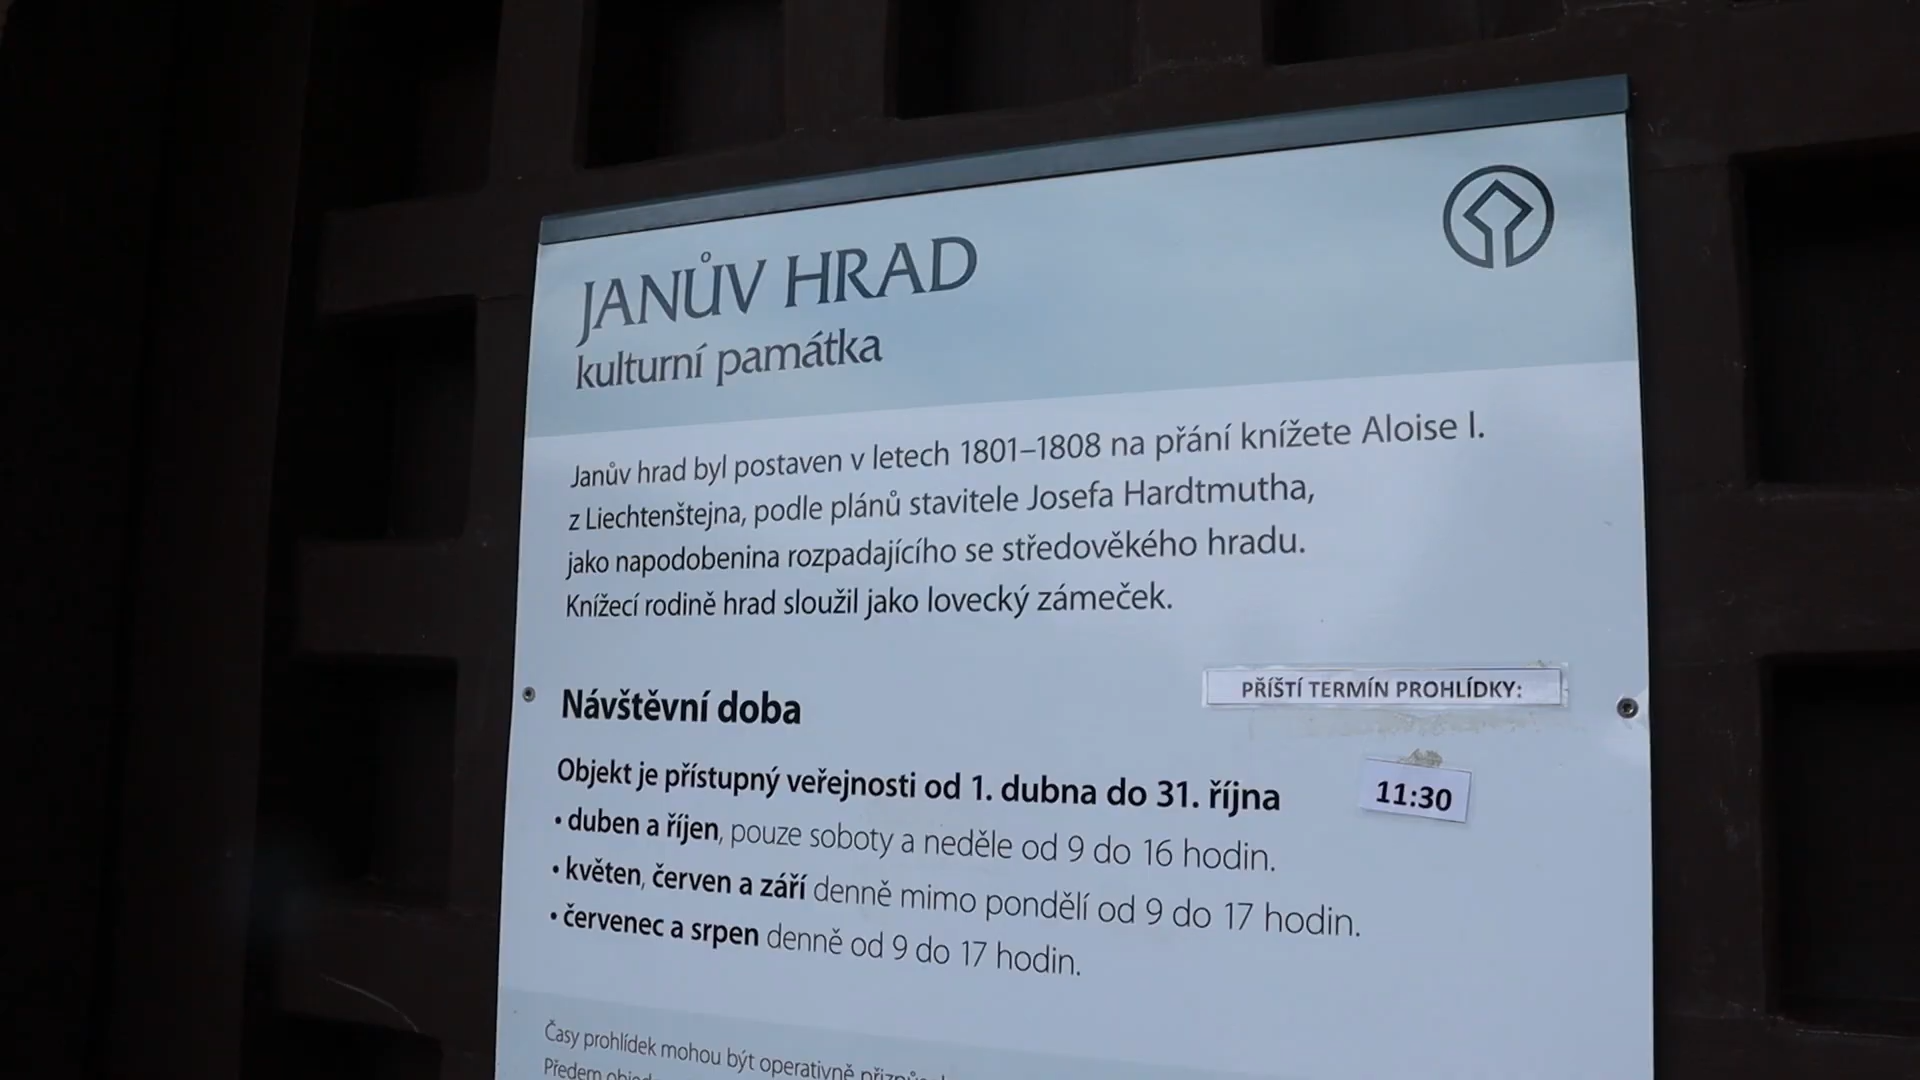 JANŮV HRAD
kulturní památka
Janův hrad byl postaven v letech 1801–1808 na přání knížete Aloise I.
z Liechtenštejna, podle plánů stavitele Josefa Hardtmutha,
jako napodobenina rozpadajícího se středověkého hradu.
Knížecí rodině hrad sloužil jako lovecký zámeček.
PŘÍŠTÍ TERMÍN PROHLÍDKY:
Návštěvní doba
11:30
Objekt je přístupný veřejnosti od 1. dubna do 31. října
• duben a říjen, pouze soboty a neděle od 9 do 16 hodin.
• květen, červen a září denně mimo pondělí od 9 do 17 hodin.
• červenec a srpen denně od 9 do 17 hodin.
Časy prohlídek mohou být operativně
Předem